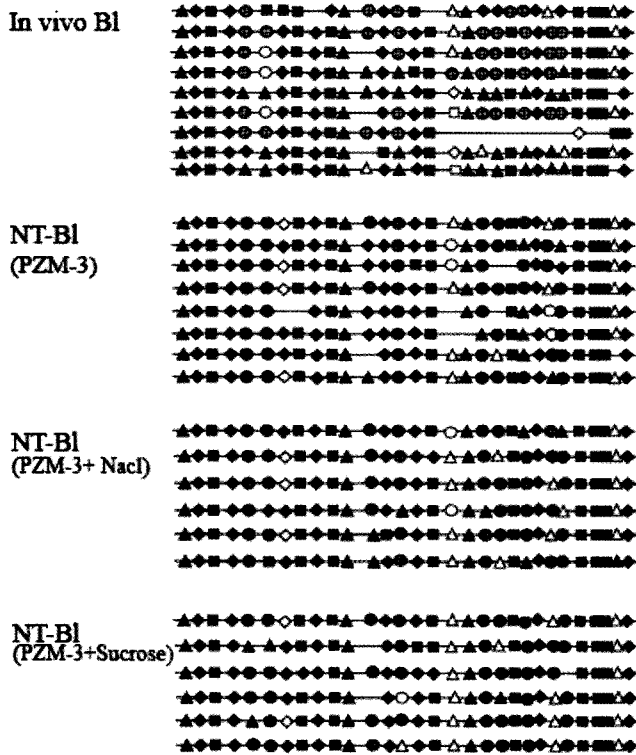 In vivo Bl
NT-Bl
(PZM-3)
NT-Bl
(PZM-3+ Nacl)
NT-Bl
(PZM-3+Sucrose)